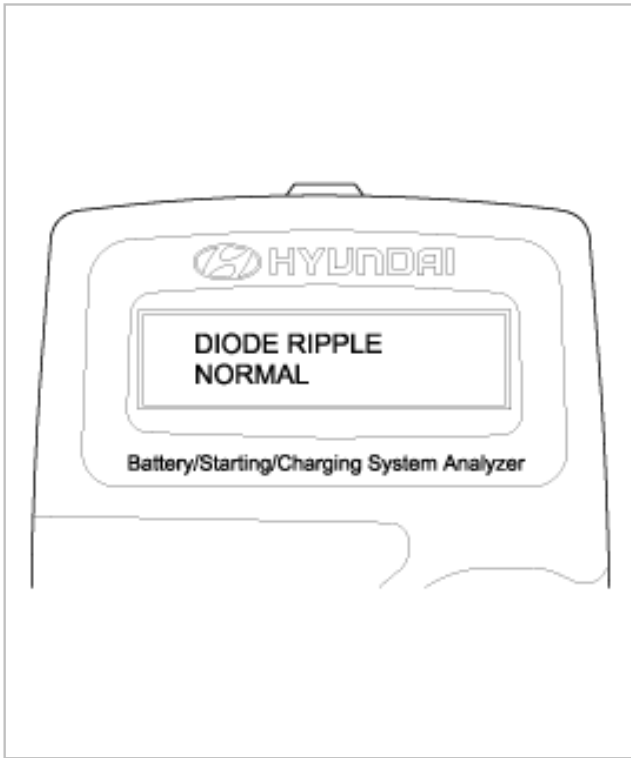 HYUNDAI
DIODE RIPPLE
NORMAL
Battery/Starting/Charging System Analyzer